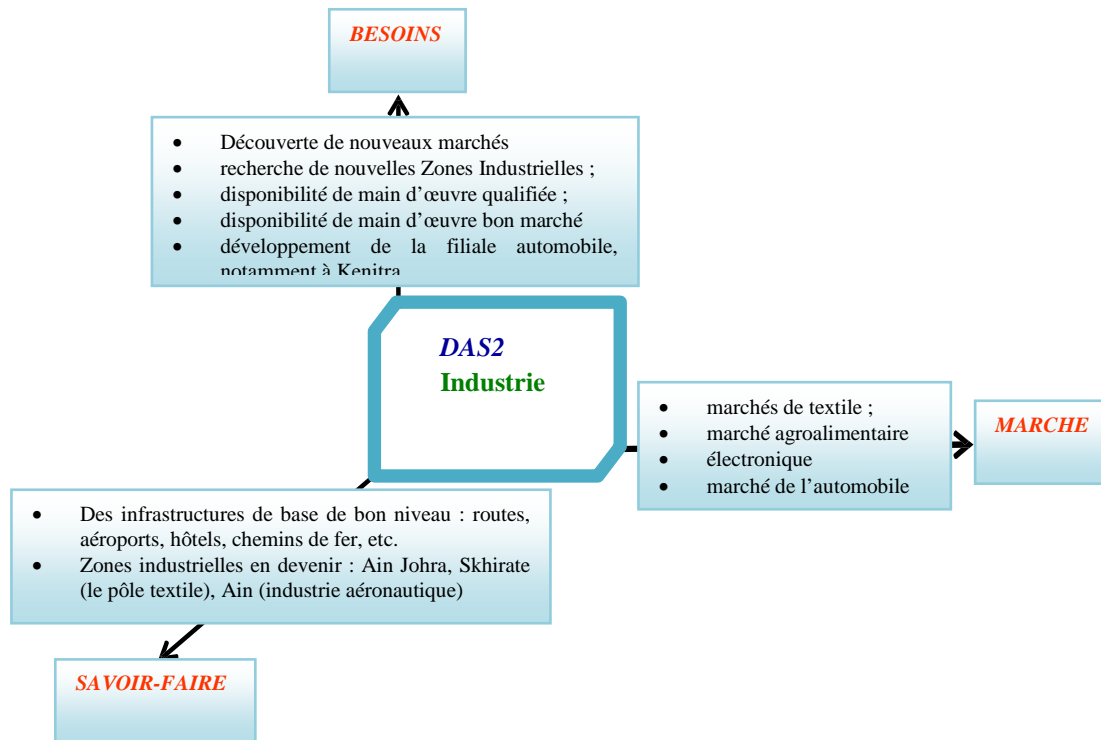 BESOINS
• Découverte de nouveaux marchés
• recherche de nouvelles Zones Industrielles ;
• disponibilité de main d'œuvre qualifiée ;
• disponibilité de main d'œuvre bon marché
• développement de la filiale automobile,
notamment à Kenitra
DAS2
Industrie
• marchés de textile ;
• marché agroalimentaire
• électronique
• marché de l'automobile
MARCHE
• Des infrastructures de base de bon niveau : routes,
aéroports, hôtels, chemins de fer, etc.
• Zones industrielles en devenir : Ain Johra, Skhirate
(le pôle textile), Ain (industrie aéronautique)
SAVOIR-FAIRE